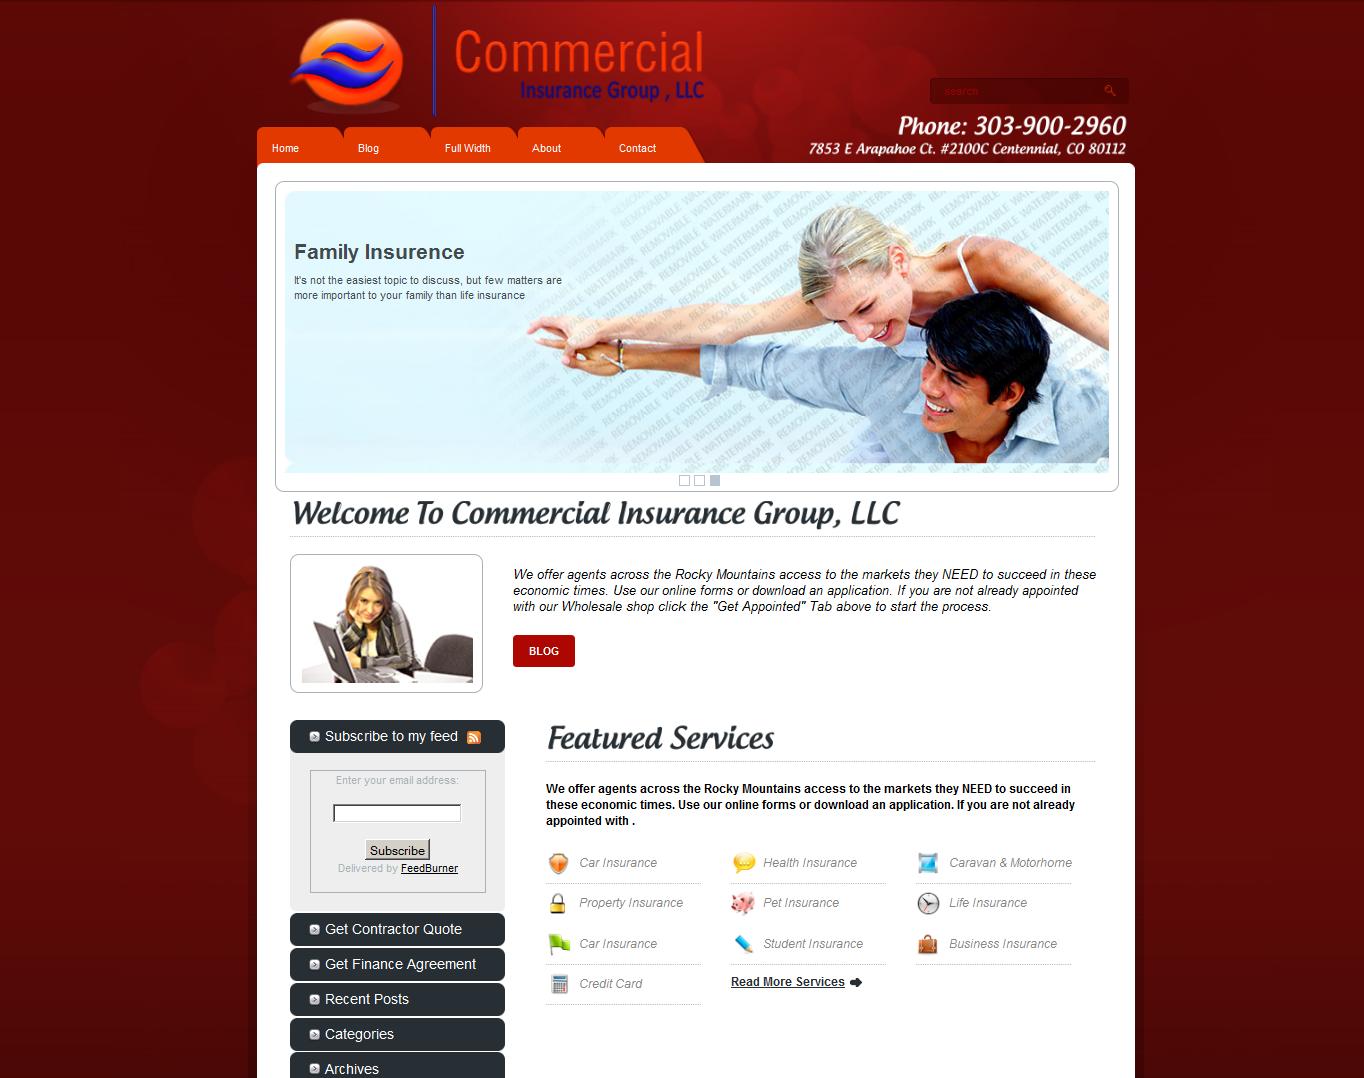 Commercial
Insurance Group , LLC
search
Phone: 303-900-2960
7853 E Arapahoe Ct. #2100C Centennial, CO 80112
Home
Blog
Full Width
About
Contact
Family Insurence
It's not the easiest topic to discuss, but few matters are
more important to your family than life insurance
REMOVABLE WATERMARK
Welcome To Commercial Insurance Group, LLC
We offer agents across the Rocky Mountains access to the markets they NEED to succeed in these
economic times. Use our online forms or download an application. If you are not already appointed
with our Wholesale shop click the "Get Appointed" Tab above to start the process.
BLOG
Subscribe to my feed
Enter your email address:
Subscribe
Delivered by FeedBurner
Get Contractor Quote
Get Finance Agreement
Recent Posts
Categories
Archives
Featured Services
We offer agents across the Rocky Mountains access to the markets they NEED to succeed in
these economic times. Use our online forms or download an application. If you are not already
appointed with .
Car Insurance
Health Insurance
Caravan & Motorhome
Property Insurance
Pet Insurance
Life Insurance
Car Insurance
Student Insurance
Business Insurance
Credit Card
Read More Services